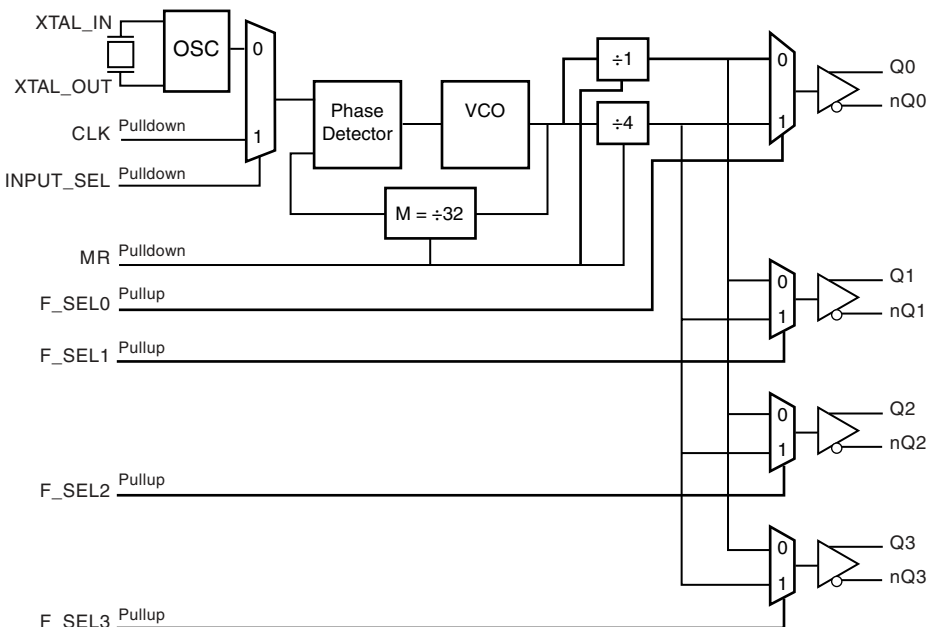 XTAL_IN
OSC
XTAL_OUT
0
1
CLK Pulldown
INPUT_SEL Pulldown
Phase
Detector
VCO
÷1
÷4
M = ÷32
MR Pulldown
F_SEL0 Pullup
F_SEL1 Pullup
F_SEL2 Pullup
F_SEL3 Pullup
0
1
Q0
nQ0
0
1
Q1
nQ1
0
1
Q2
nQ2
0
1
Q3
nQ3